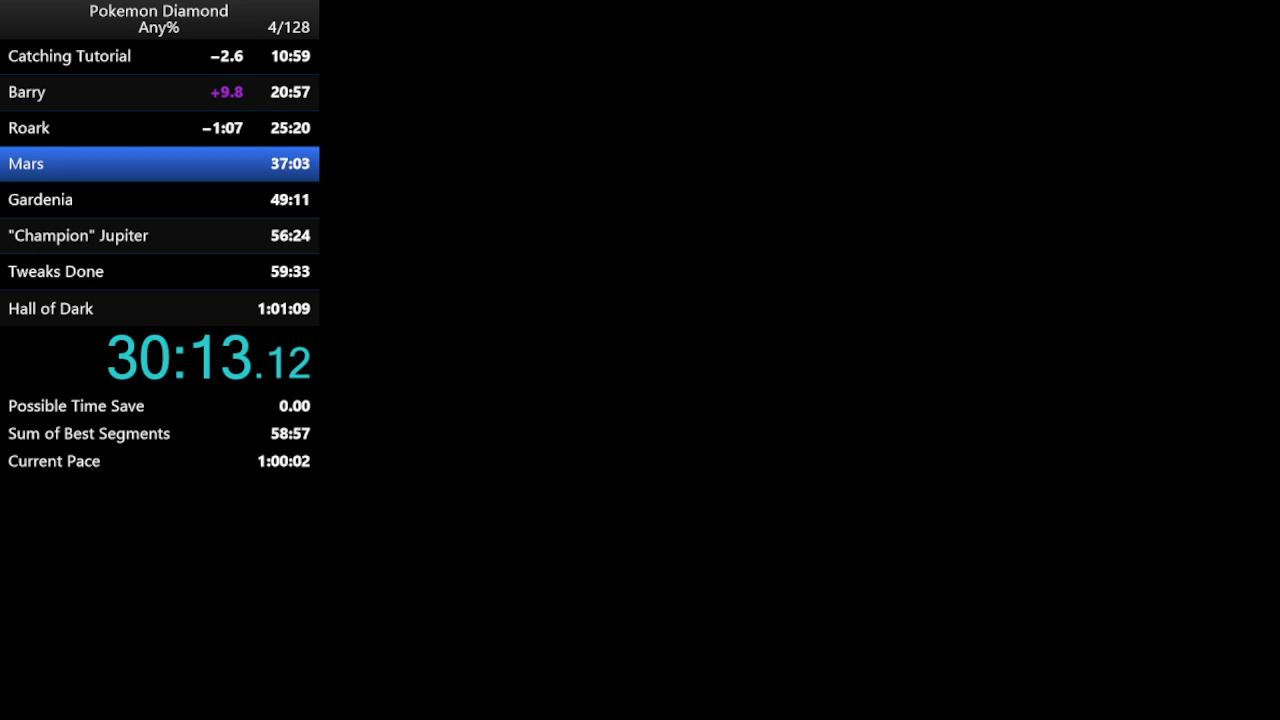 Pokemon Diamond
Any% 4/128
Catching Tutorial −2.6 10:59
Barry +9.8 20:57
Roark −1:07 25:20
Mars 37:03
Gardenia 49:11
"Champion" Jupiter 56:24
Tweaks Done 59:33
Hall of Dark 1:01:09
30:13.12
Possible Time Save 0.00
Sum of Best Segments 58:57
Current Pace 1:00:02